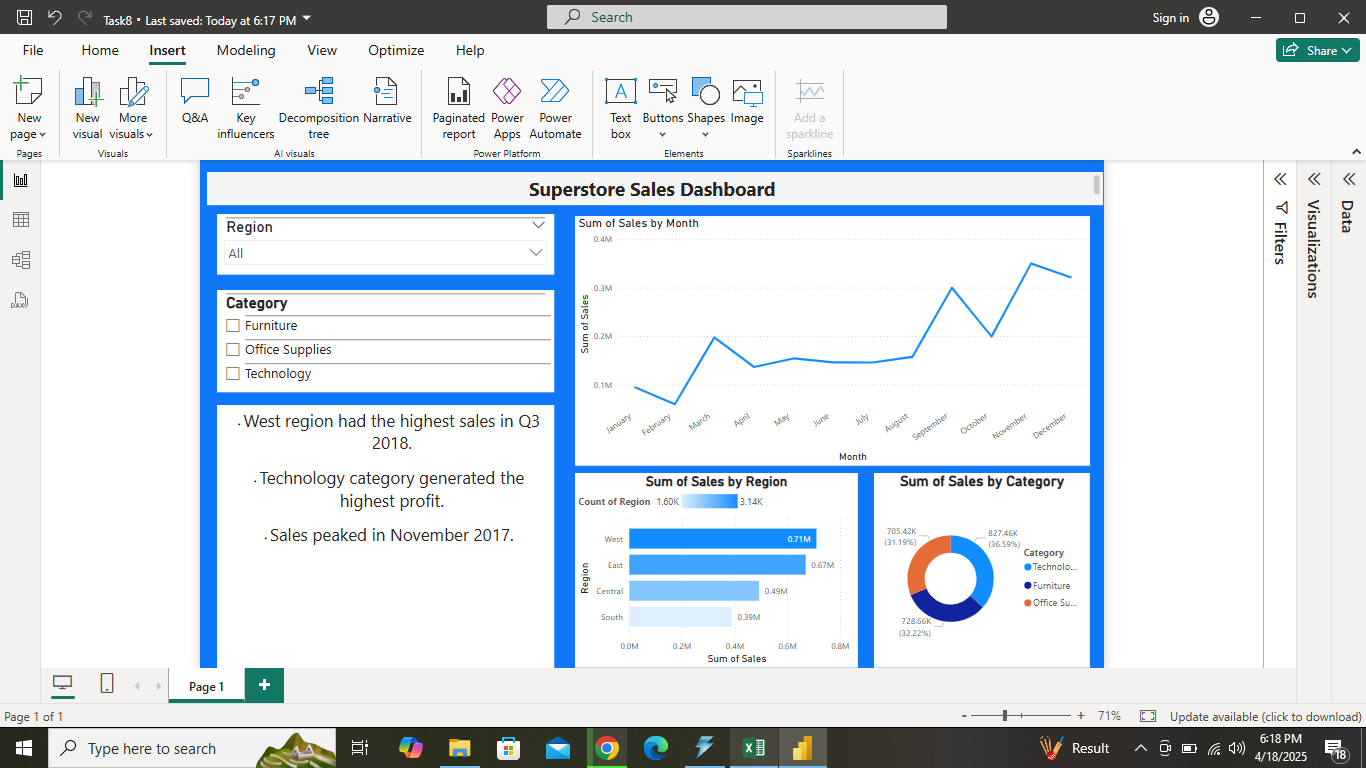 Task8 • Last saved: Today at 6:17 PM
Search
Sign in
File
Home
Insert
Modeling
View
Optimize
Help
Share
New page
New visual
More visuals
Q&A
Key influencers
Decomposition tree
Narrative
Paginated report
Power Apps
Power Automate
Text box
Buttons
Shapes
Image
Add a sparkline
Pages
Visuals
AI visuals
Power Platform
Elements
Sparklines
DAX
Superstore Sales Dashboard
Region
All
Category
Furniture
Office Supplies
Technology
· West region had the highest sales in Q3
2018.
· Technology category generated the
highest profit.
· Sales peaked in November 2017.
Sum of Sales by Month
Sum of Sales
0.4M
0.3M
0.2M
0.1M
January
February
March
April
May
June
July
August
September
October
November
December
Month
Sum of Sales by Region
Count of Region 1.60K 3.14K
Region
West 0.71M
East 0.67M
Central 0.49M
South 0.39M
0.0M 0.2M 0.4M 0.6M 0.8M
Sum of Sales
Sum of Sales by Category
705.42K
(31.19%)
827.46K
(36.59%)
728.66K
(32.22%)
Category
Technolo...
Furniture
Office Su...
Filters
Visualizations
Data
Page 1
Page 1 of 1
71%
Update available (click to download)
Type here to search
Result
6:18 PM
4/18/2025
18